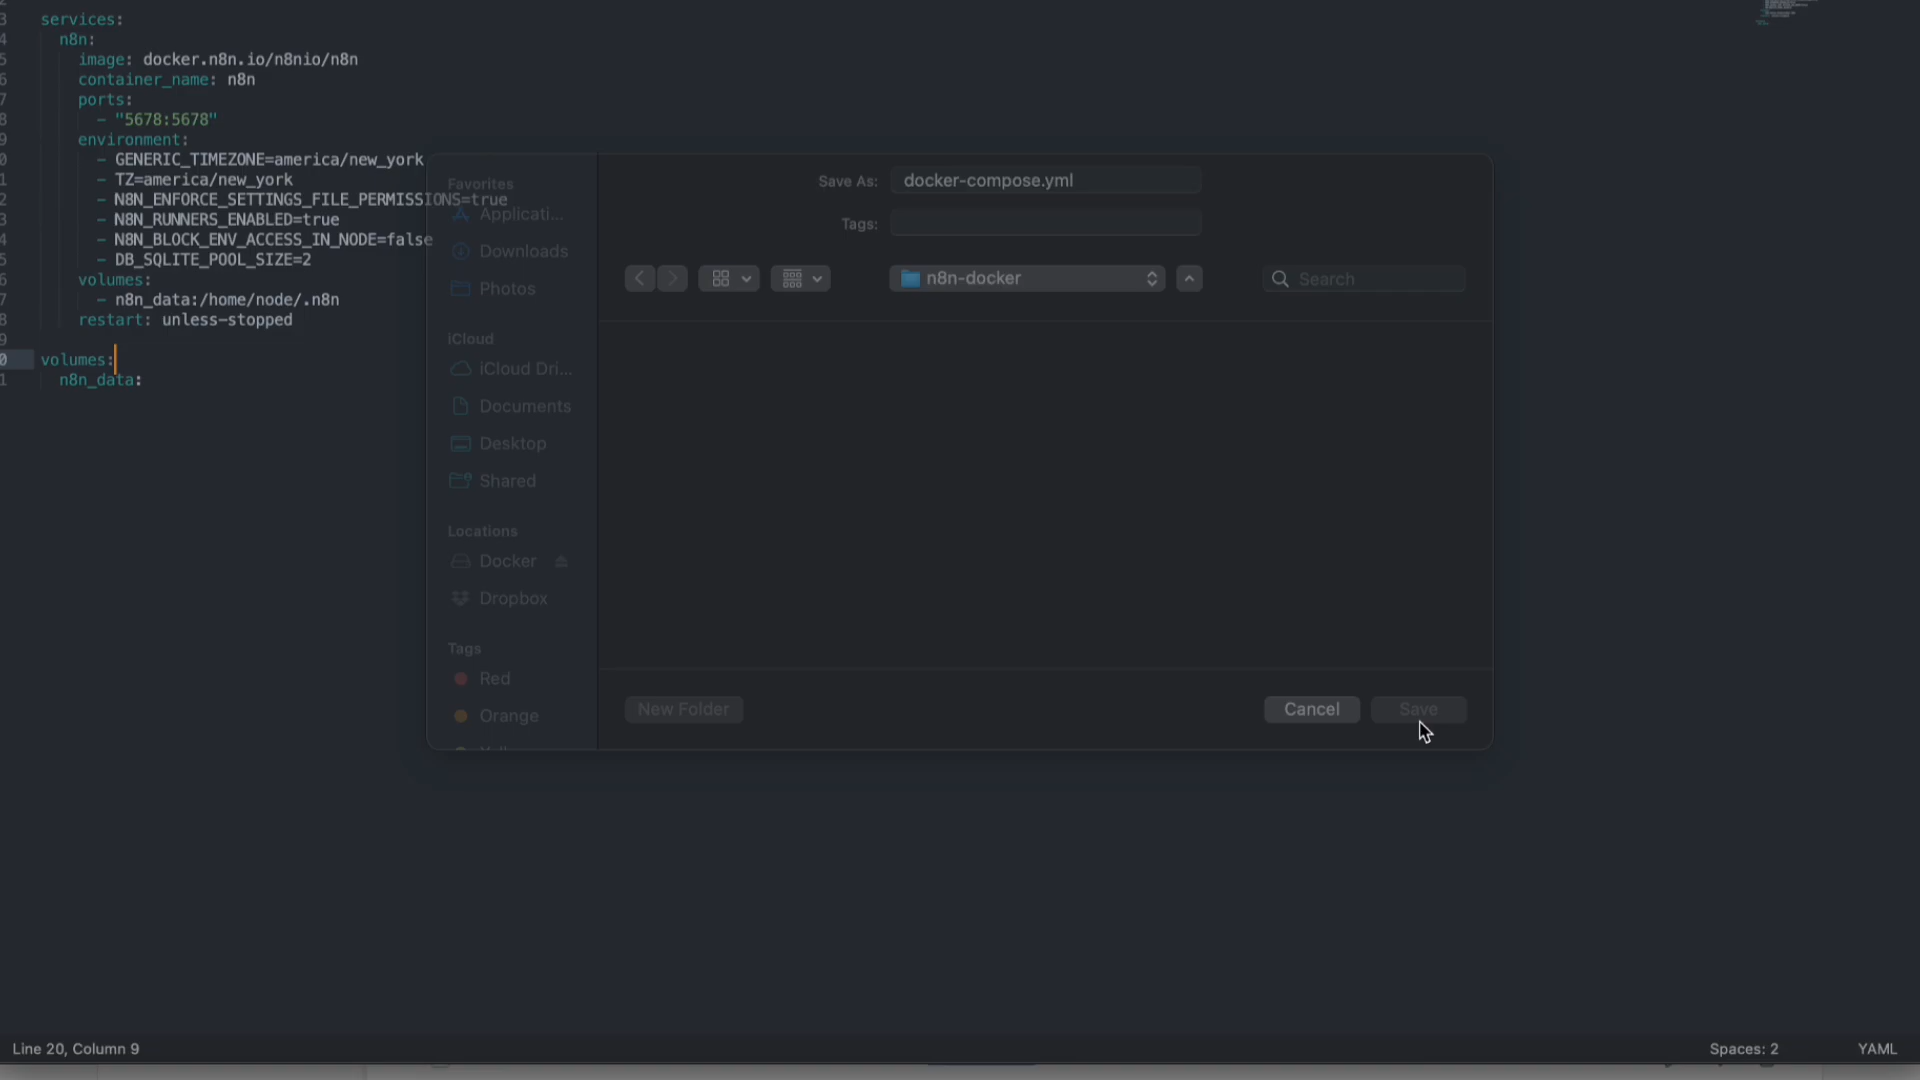 3 services:
4 n8n:
5 image: docker.n8n.io/n8nio/n8n
6 container_name: n8n
7 ports:
8 - "5678:5678"
9 environment:
0 - GENERIC_TIMEZONE=america/new_york
1 - TZ=america/new_york
2 - N8N_ENFORCE_SETTINGS_FILE_PERMISSIONS=true
3 - N8N_RUNNERS_ENABLED=true
4 - N8N_BLOCK_ENV_ACCESS_IN_NODE=false
5 - DB_SQLITE_POOL_SIZE=2
6 volumes:
7 - n8n_data:/home/node/.n8n
8 restart: unless-stopped
9
0 volumes:
1 n8n_data:
Favorites
Applicati...
Downloads
Photos
iCloud
iCloud Dri...
Documents
Desktop
Shared
Locations
Docker
Dropbox
Tags
Red
Orange
Save As: docker-compose.yml
Tags:
n8n-docker
Search
New Folder
Cancel
Save
Line 20, Column 9
Spaces: 2
YAML